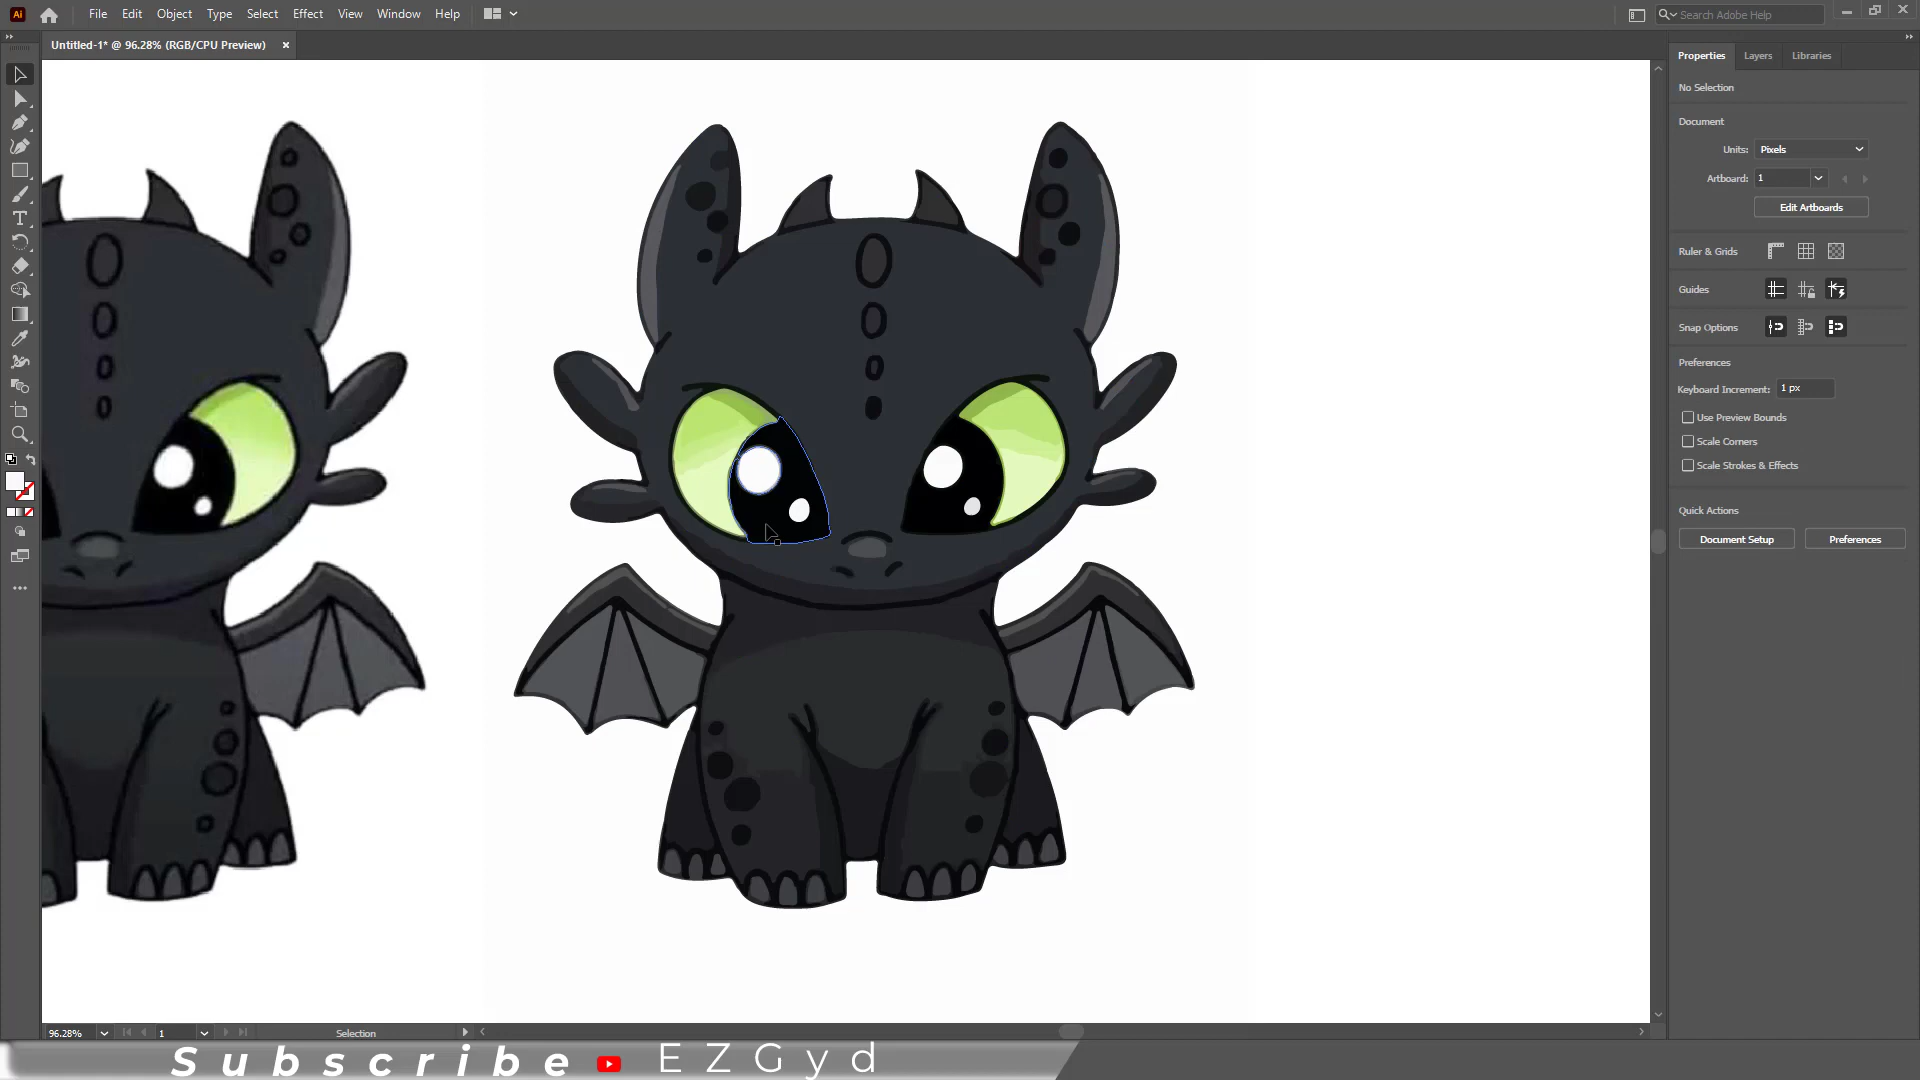 Ai File Edit Object Type Select Effect View Window Help Search Adobe Help
Untitled-1* @ 96.28% (RGB/CPU Preview) ×
Properties Layers Libraries
No Selection
Document
Units: Pixels
Artboard: 1
Edit Artboards
Ruler & Grids
Guides
Snap Options
Preferences
Keyboard Increment: 1 px
Use Preview Bounds
Scale Corners
Scale Strokes & Effects
Quick Actions
Document Setup Preferences
96.28% 1 Selection
Subscribe EZGyd